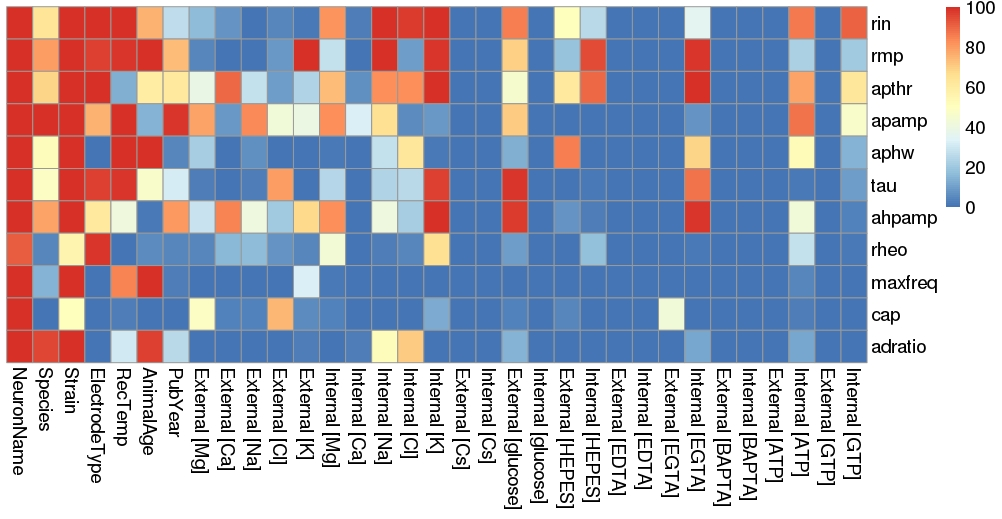 rin
rmp
apthr
apamp
aphw
tau
ahpamp
rheo
maxfreq
cap
adratio
100
80
60
40
20
0
NeuronName
Species
Strain
ElectrodeType
RecTemp
AnimalAge
PubYear
External [Mg]
External [Ca]
External [Na]
External [Cl]
External [K]
Internal [Mg]
Internal [Ca]
Internal [Na]
Internal [Cl]
Internal [K]
External [Cs]
Internal [Cs]
External [glucose]
Internal [glucose]
External [HEPES]
Internal [HEPES]
External [EDTA]
Internal [EDTA]
External [EGTA]
Internal [EGTA]
External [BAPTA]
Internal [BAPTA]
External [ATP]
Internal [ATP]
External [GTP]
Internal [GTP]